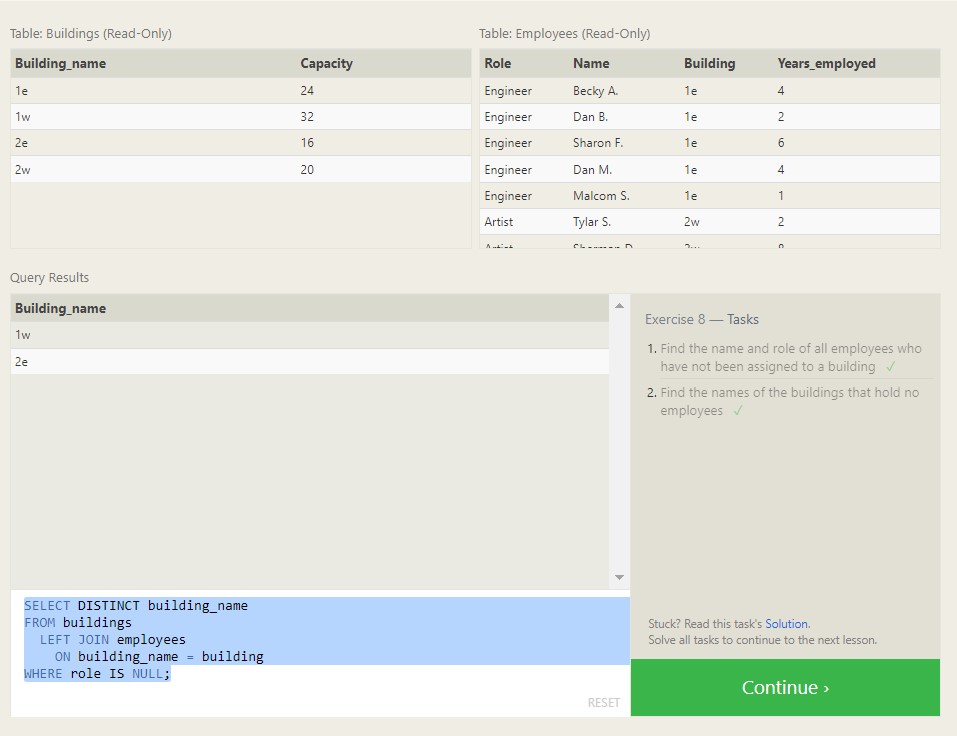 Table: Buildings (Read-Only)
Building_name Capacity
1e 24
1w 32
2e 16
2w 20
Table: Employees (Read-Only)
Role Name Building Years_employed
Engineer Becky A. 1e 4
Engineer Dan B. 1e 2
Engineer Sharon F. 1e 6
Engineer Dan M. 1e 4
Engineer Malcom S. 1e 1
Artist Tylar S. 2w 2
Artist Sherman D. 2w 8
Query Results
Building_name
1w
2e
Exercise 8 — Tasks
1. Find the name and role of all employees who
have not been assigned to a building ✓
2. Find the names of the buildings that hold no
employees ✓
SELECT DISTINCT building_name
FROM buildings
LEFT JOIN employees
ON building_name = building
WHERE role IS NULL;
RESET
Stuck? Read this task's Solution.
Solve all tasks to continue to the next lesson.
Continue ›